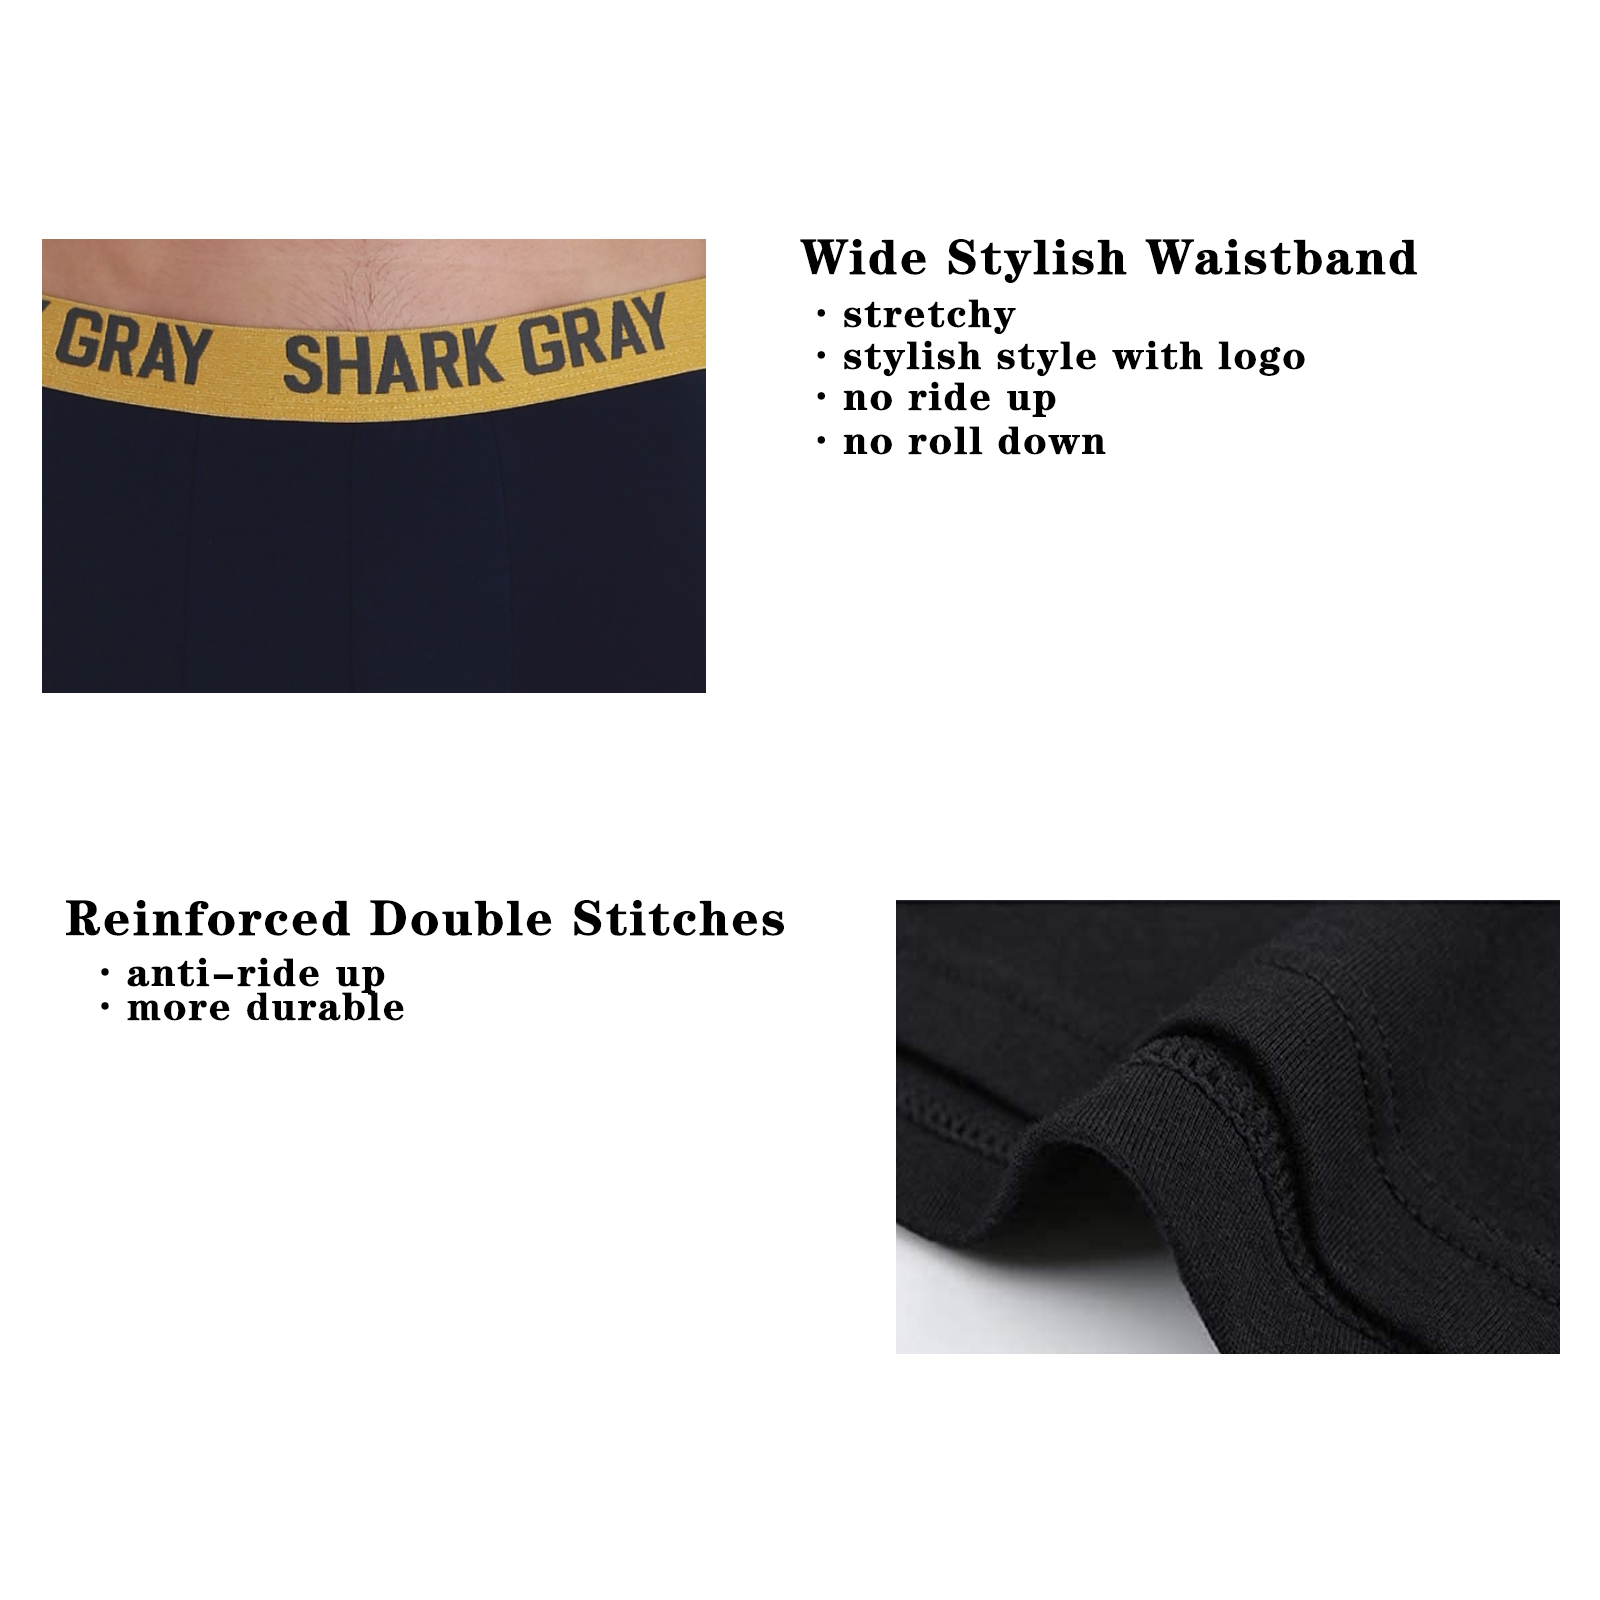 GRAY SHARK GRAY
Wide Stylish Waistband
· stretchy
· stylish style with logo
· no ride up
· no roll down
Reinforced Double Stitches
· anti-ride up
· more durable